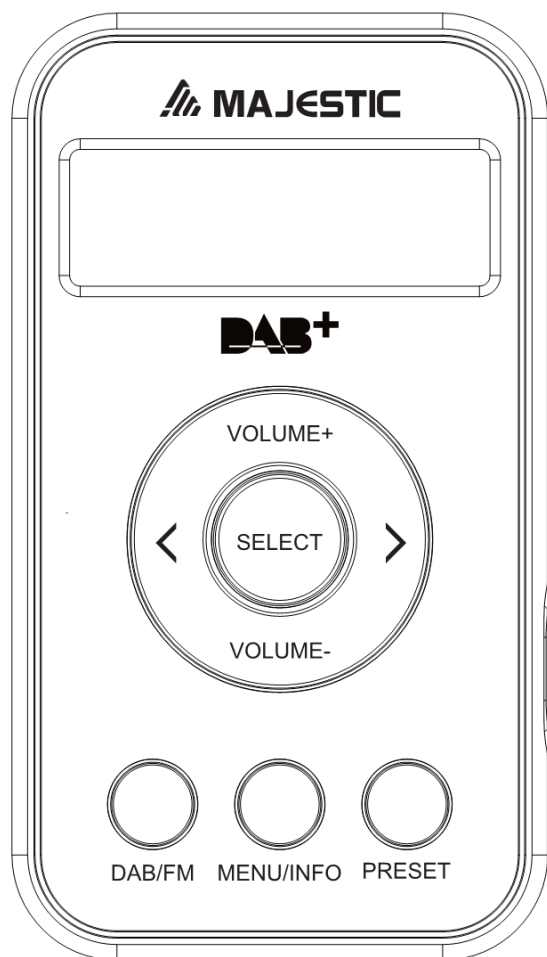 MAJESTIC
DAB+
VOLUME+
< SELECT >
VOLUME-
DAB/FM MENU/INFO PRESET